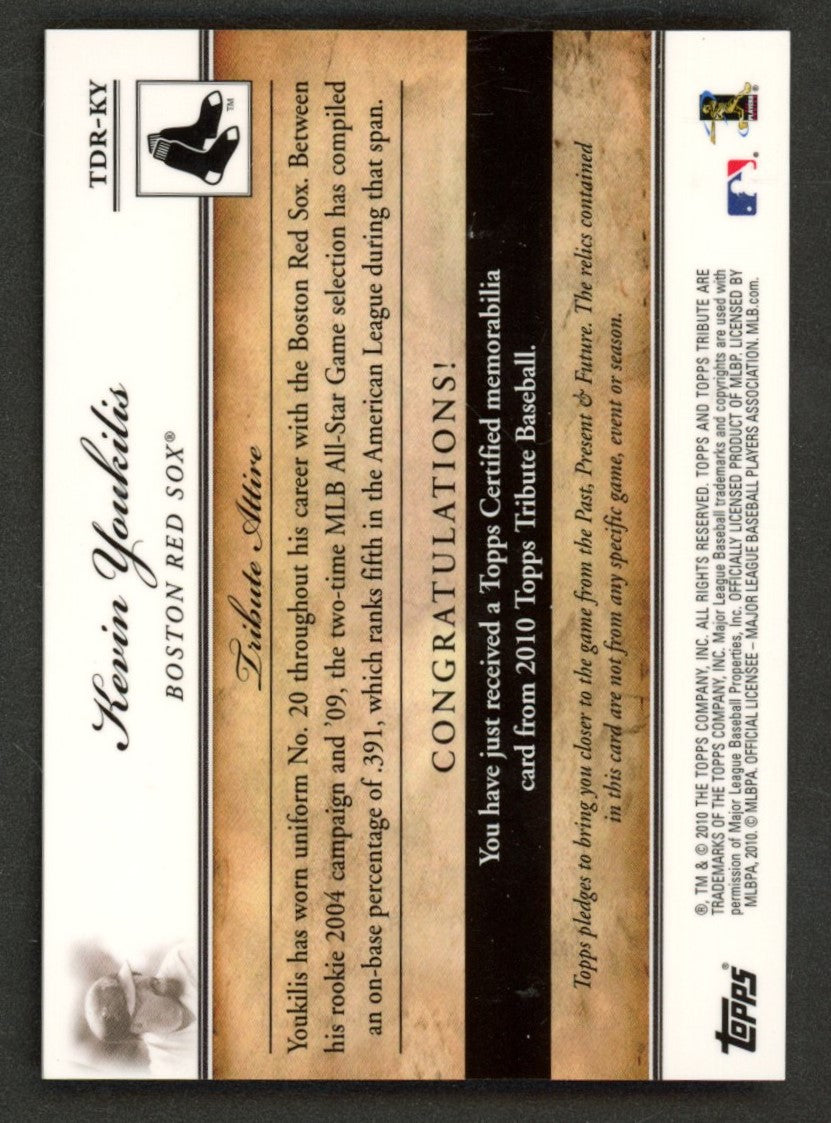 Kevin Youkilis
BOSTON RED SOX®
TDR-KY
TM
Tribute Attire
Youkilis has worn uniform No. 20 throughout his career with the Boston Red Sox. Between
his rookie 2004 campaign and ’09, the two-time MLB All-Star Game selection has compiled
an on-base percentage of .391, which ranks fifth in the American League during that span.
CONGRATULATIONS!
You have just received a Topps Certified memorabilia
card from 2010 Topps Tribute Baseball.
Topps pledges to bring you closer to the game from the Past, Present & Future. The relics contained
in this card are not from any specific game, event or season.
topps®
®, TM & © 2010 THE TOPPS COMPANY, INC. ALL RIGHTS RESERVED. TOPPS AND TOPPS TRIBUTE ARE
TRADEMARKS OF THE TOPPS COMPANY, INC. Major League Baseball trademarks and copyrights are used with
permission of Major League Baseball Properties, Inc. OFFICIALLY LICENSED PRODUCT OF MLBP. LICENSED BY
MLBPA, 2010. © MLBPA. OFFICIAL LICENSEE – MAJOR LEAGUE BASEBALL PLAYERS ASSOCIATION. MLB.com.
®
PLAYERS
®